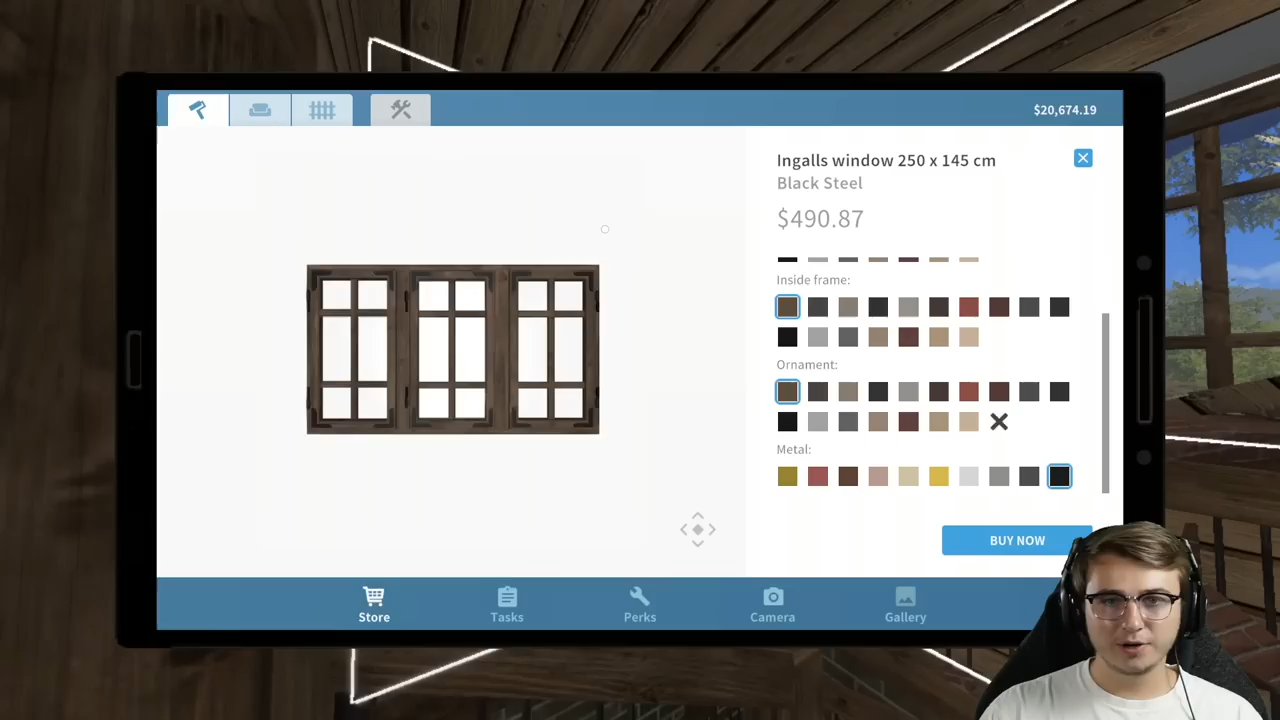 $20,674.19
Ingalls window 250 x 145 cm
Black Steel
$490.87
Inside frame:
Ornament:
Metal:
BUY NOW
Store
Tasks
Perks
Camera
Gallery